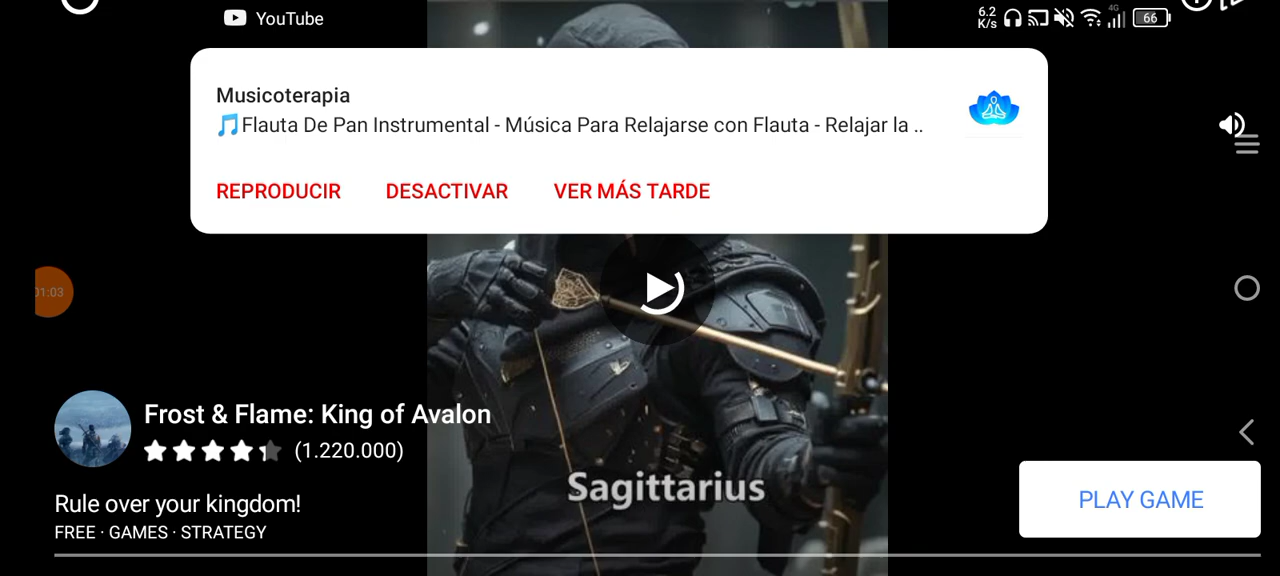 YouTube
6.2
K/s
4G
66
Musicoterapia
🎵Flauta De Pan Instrumental - Música Para Relajarse con Flauta - Relajar la ..
REPRODUCIR DESACTIVAR VER MÁS TARDE
01:03
Frost & Flame: King of Avalon
(1.220.000)
Sagittarius
Rule over your kingdom!
PLAY GAME
FREE · GAMES · STRATEGY